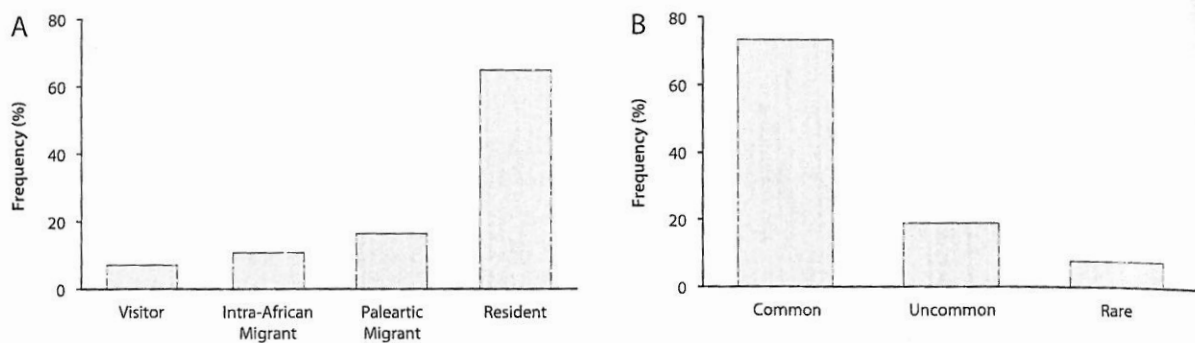 A
80
60
40
20
0
Frequency (%)
Visitor
Intra-African
Migrant
Paleartic
Migrant
Resident
B
80
60
40
20
0
Frequency (%)
Common
Uncommon
Rare